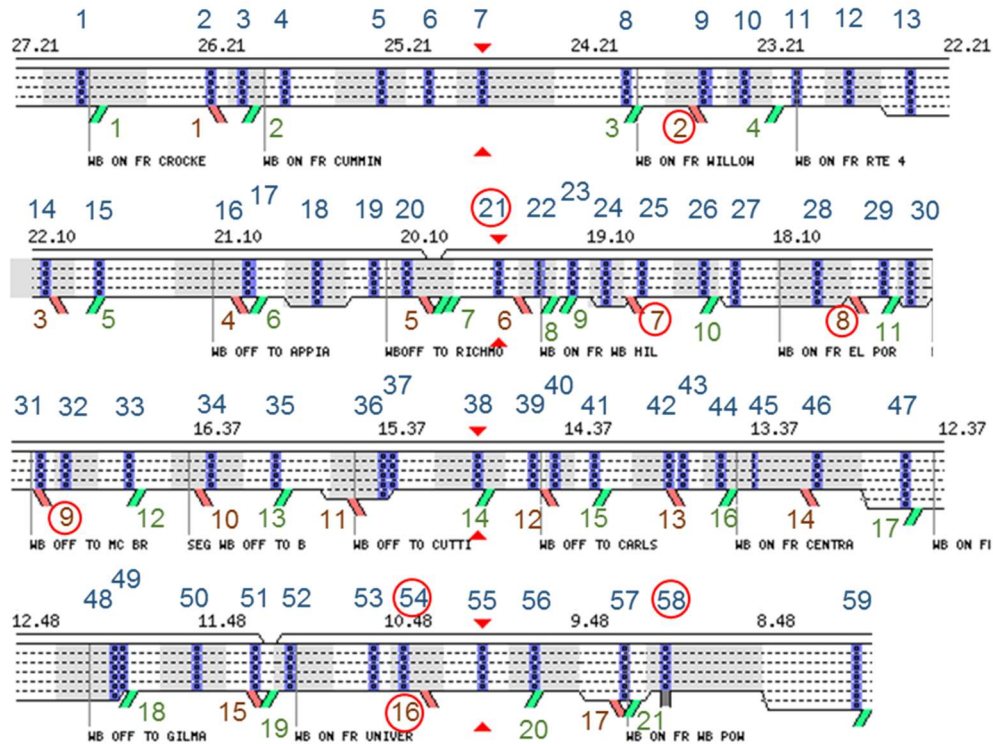 1 2 3 4 5 6 7 8 9 10 11 12 13
27.21 26.21 25.21 24.21 23.21 22.21
1 1 2 3 2 4
WB ON FR CROCKE WB ON FR CUMMIN WB ON FR WILLOW WB ON FR RTE 4
14 15 16 17 18 19 20 21 22 23 24 25 26 27 28 29 30
22.10 21.10 20.10 19.10 18.10
3 5 4 6 5 7 6 8 9 7 10 8 11
WB OFF TO APPIA WBOFF TO RICHMO WB ON FR WB HIL WB ON FR EL POR
31 32 33 34 35 36 37 38 39 40 41 42 43 44 45 46 47
16.37 15.37 14.37 13.37 12.37
9 12 10 13 11 14 12 15 13 16 14 17
WB OFF TO MC BR SEG WB OFF TO B WB OFF TO CUTTI WB OFF TO CARLS WB ON FR CENTRA WB ON FI
48 49 50 51 52 53 54 55 56 57 58 59
12.48 11.48 10.48 9.48 8.48
18 15 19 16 20 17 21
WB OFF TO GILMA WB ON FR UNIVER WB ON FR WB POW